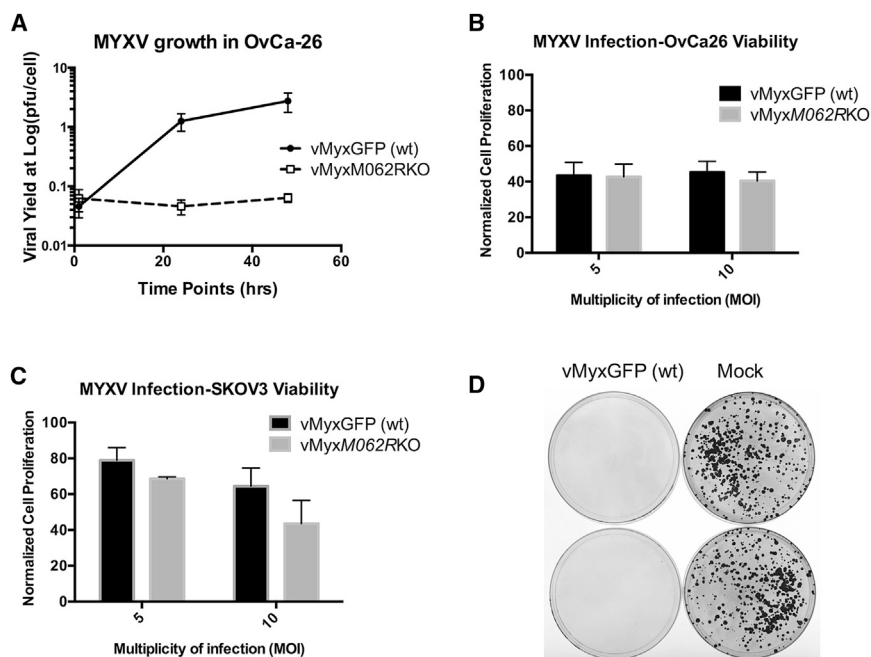 A
MYXV growth in OvCa-26
Viral Yield at Log(pfu/cell)
10
1
0.1
0.01
0
20
40
60
Time Points (hrs)
vMyxGFP (wt)
vMyxM062RKO
B
MYXV Infection-OvCa26 Viability
Normalized Cell Proliferation
100
80
60
40
20
0
5
10
Multiplicity of infection (MOI)
vMyxGFP (wt)
vMyxM062RKO
C
MYXV Infection-SKOV3 Viability
Normalized Cell Proliferation
100
80
60
40
20
0
5
10
Multiplicity of infection (MOI)
vMyxGFP (wt)
vMyxM062RKO
D
vMyxGFP (wt) Mock